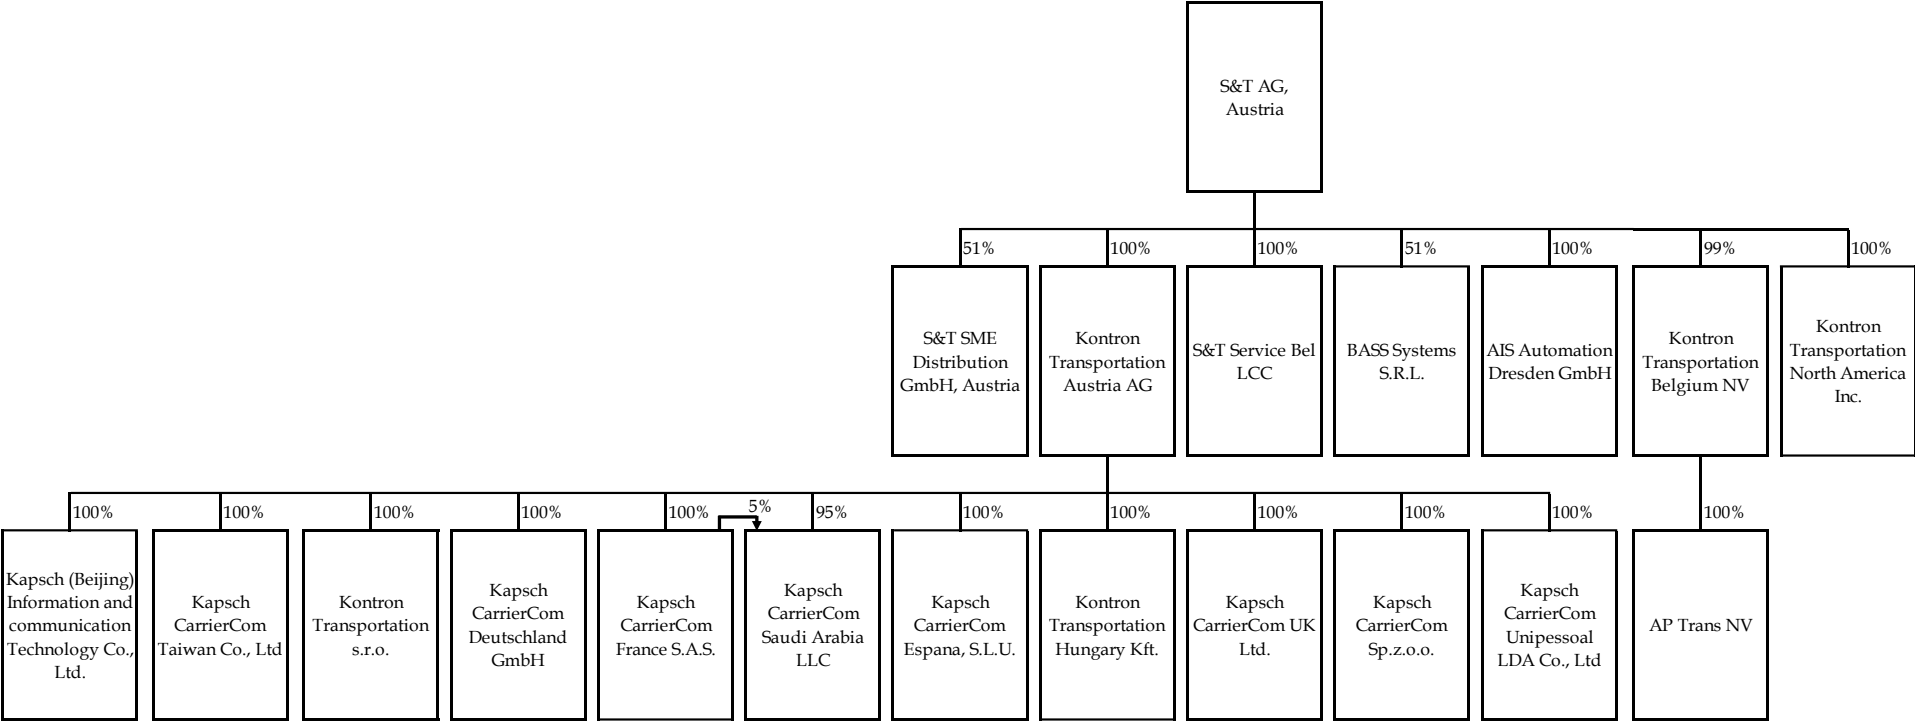 S&T AG,
Austria
51%
100%
100%
51%
100%
99%
100%
S&T SME
Distribution
GmbH, Austria
Kontron
Transportation
Austria AG
S&T Service Bel
LCC
BASS Systems
S.R.L.
AIS Automation
Dresden GmbH
Kontron
Transportation
Belgium NV
Kontron
Transportation
North America
Inc.
100%
100%
100%
100%
100%
5%
95%
100%
100%
100%
100%
100%
100%
Kapsch (Beijing)
Information and
communication
Technology Co.,
Ltd.
Kapsch
CarrierCom
Taiwan Co., Ltd
Kontron
Transportation
s.r.o.
Kapsch
CarrierCom
Deutschland
GmbH
Kapsch
CarrierCom
France S.A.S.
Kapsch
CarrierCom
Saudi Arabia
LLC
Kapsch
CarrierCom
Espana, S.L.U.
Kontron
Transportation
Hungary Kft.
Kapsch
CarrierCom UK
Ltd.
Kapsch
CarrierCom
Sp.z.o.o.
Kapsch
CarrierCom
Unipessoal
LDA Co., Ltd
AP Trans NV